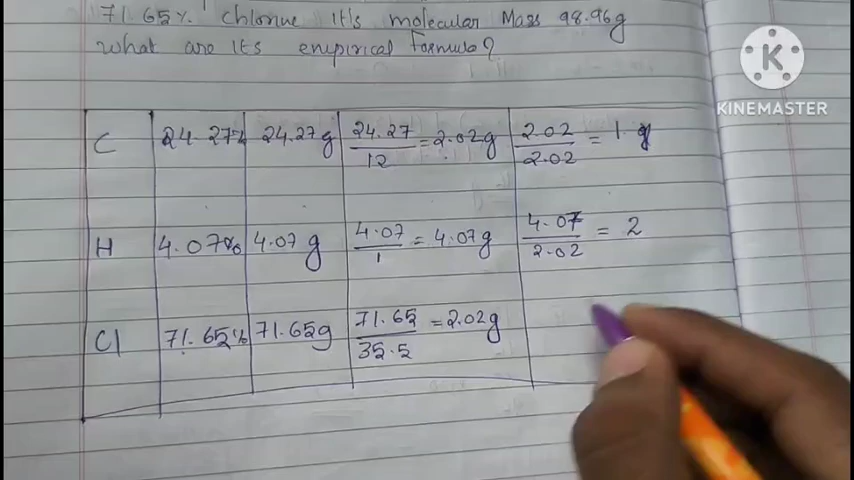 71.65% chlorine It's molecular Mass 98.96g
what are its empirical Formula?
K
KINEMASTER
C 24.27% 24.27g 24.27/12 = 2.02g 2.02/2.02 = 1
H 4.07% 4.07g 4.07/1 = 4.07g 4.07/2.02 = 2
Cl 71.65% 71.65g 71.65/35.5 = 2.02g